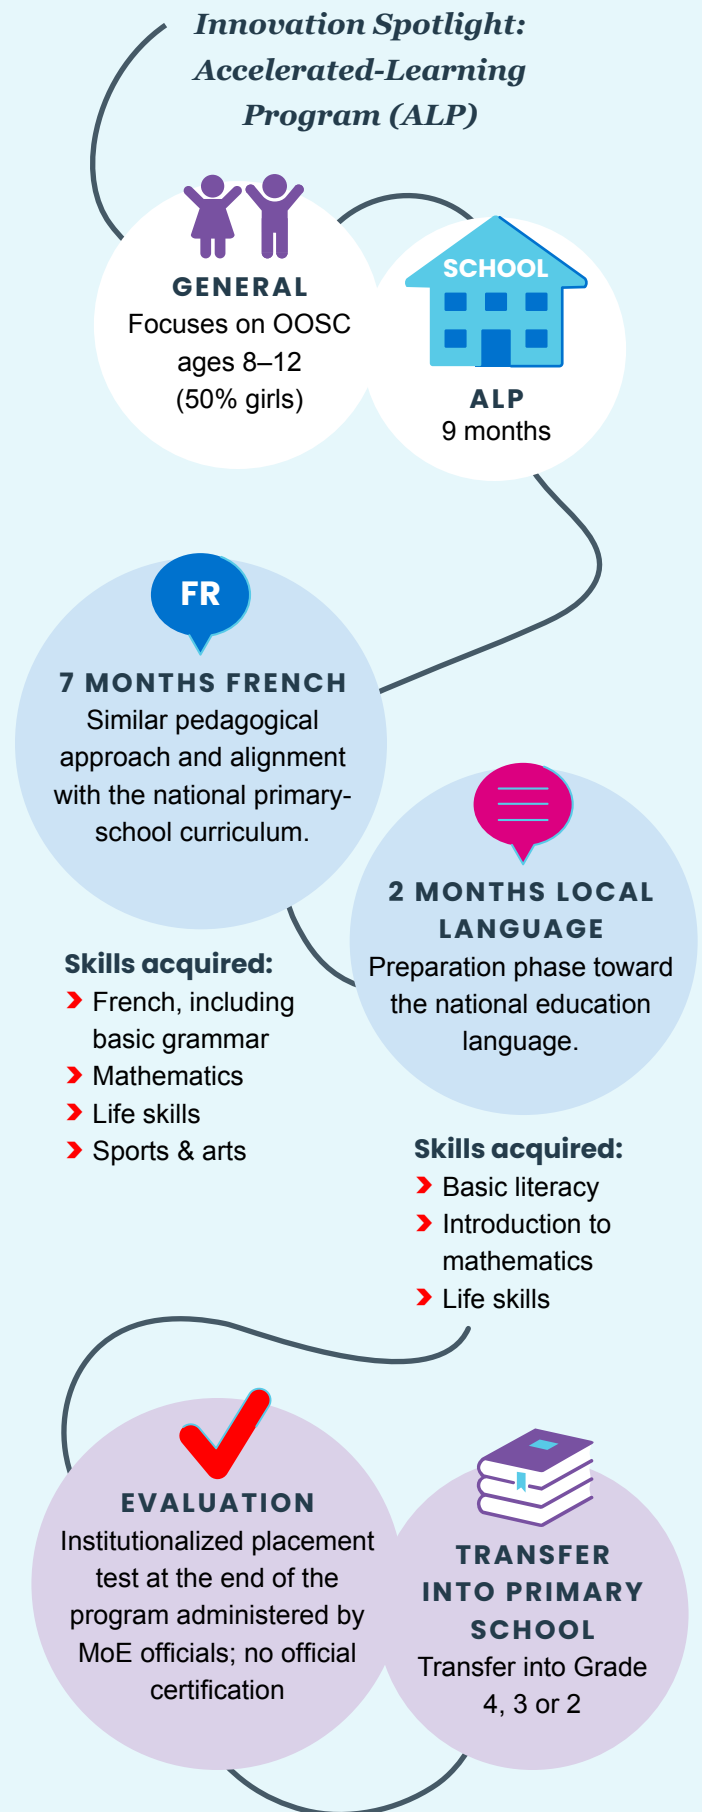 Innovation Spotlight:
Accelerated-Learning
Program (ALP)
GENERAL
Focuses on OOSC
ages 8–12
(50% girls)
SCHOOL
ALP
9 months
FR
7 MONTHS FRENCH
Similar pedagogical
approach and alignment
with the national primary-
school curriculum.
Skills acquired:
French, including
basic grammar
Mathematics
Life skills
Sports & arts
2 MONTHS LOCAL
LANGUAGE
Preparation phase toward
the national education
language.
Skills acquired:
Basic literacy
Introduction to
mathematics
Life skills
EVALUATION
Institutionalized placement
test at the end of the
program administered by
MoE officials; no official
certification
TRANSFER
INTO PRIMARY
SCHOOL
Transfer into Grade
4, 3 or 2